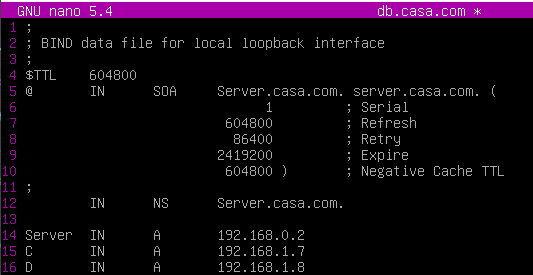 GNU nano 5.4 db.casa.com *
1 ;
2 ; BIND data file for local loopback interface
3 ;
4 $TTL 604800
5 @ IN SOA Server.casa.com. server.casa.com. (
6 1 ; Serial
7 604800 ; Refresh
8 86400 ; Retry
9 2419200 ; Expire
10 604800 ) ; Negative Cache TTL
11 ;
12 IN NS Server.casa.com.
13
14 Server IN A 192.168.0.2
15 C IN A 192.168.1.7
16 D IN A 192.168.1.8